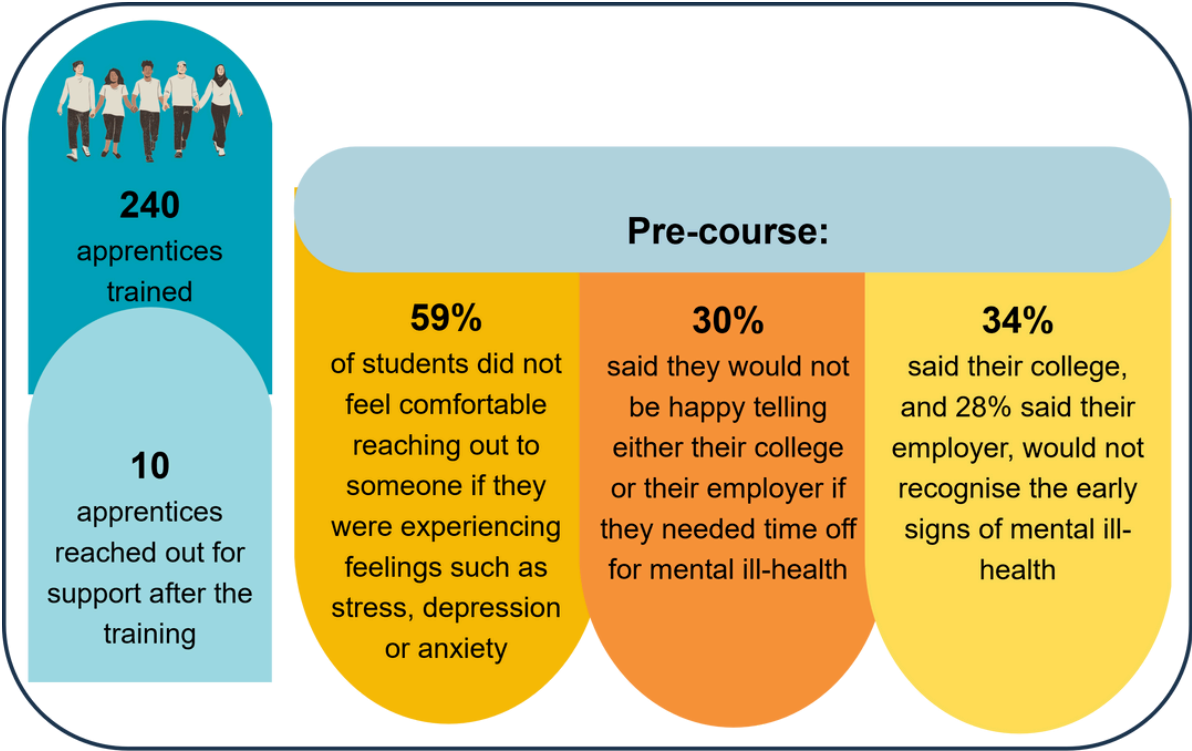 240
apprentices
trained
10
apprentices
reached out for
support after the
training
Pre-course:
59%
of students did not
feel comfortable
reaching out to
someone if they
were experiencing
feelings such as
stress, depression
or anxiety
30%
said they would not
be happy telling
either their college
or their employer if
they needed time off
for mental ill-health
34%
said their college,
and 28% said their
employer, would not
recognise the early
signs of mental ill-
health